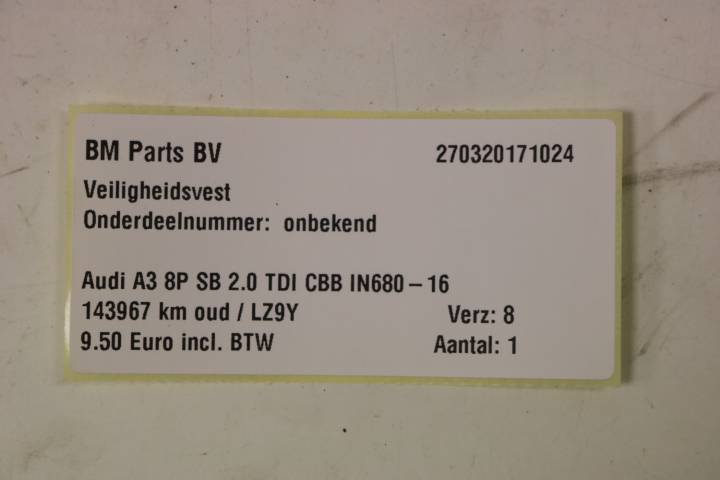 BM Parts BV 270320171024
Veiligheidsvest
Onderdeelnummer: onbekend
Audi A3 8P SB 2.0 TDI CBB IN680-16
143967 km oud / LZ9Y Verz: 8
9.50 Euro incl. BTW Aantal: 1